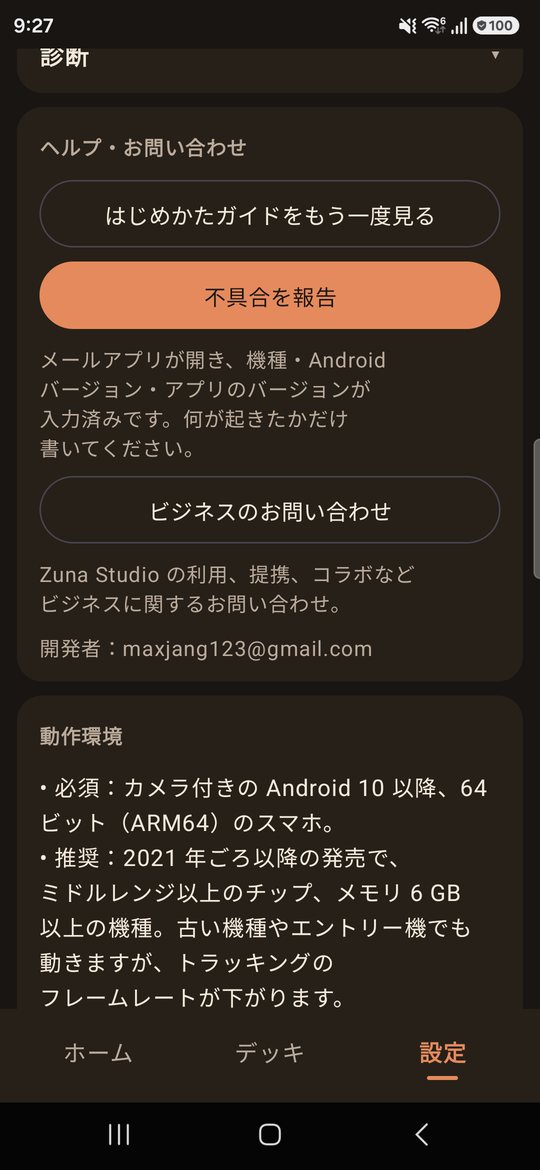 9:27
6
100
診断
ヘルプ・お問い合わせ
はじめかたガイドをもう一度見る
不具合を報告
メールアプリが開き、機種・Android
バージョン・アプリのバージョンが
入力済みです。何が起きたかだけ
書いてください。
ビジネスのお問い合わせ
Zuna Studio の利用、提携、コラボなど
ビジネスに関するお問い合わせ。
開発者：maxjang123@gmail.com
動作環境
• 必須：カメラ付きの Android 10 以降、64
ビット（ARM64）のスマホ。
• 推奨：2021 年ごろ以降の発売で、
ミドルレンジ以上のチップ、メモリ 6 GB
以上の機種。古い機種やエントリー機でも
動きますが、トラッキングの
フレームレートが下がります。
ホーム
デッキ
設定